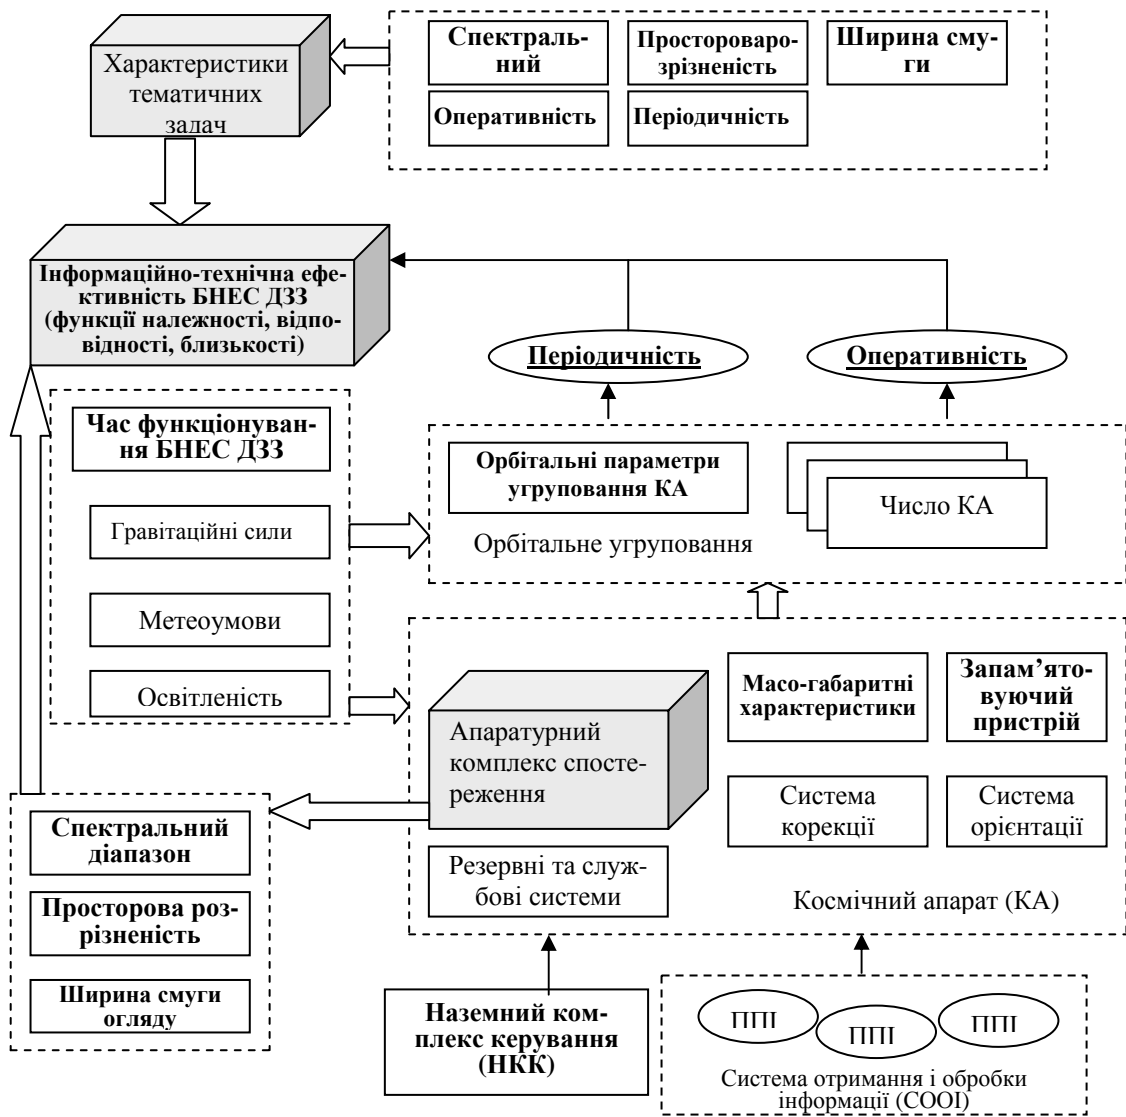 Характеристики
тематичних
задач
Спектраль-
ний
Простороваро-
зрізненість
Ширина сму-
ги
Оперативність
Періодичність
Інформаційно-технічна ефе-
ктивність БНЕС ДЗЗ
(функції належності, відпо-
відності, близькості)
Періодичність
Оперативність
Час функціонуван-
ня БНЕС ДЗЗ
Гравітаційні сили
Метеоумови
Освітленість
Орбітальні параметри
угруповання КА
Орбітальне угруповання
Число КА
Апаратурний
комплекс спосте-
реження
Резервні та служ-
бові системи
Масо-габаритні
характеристики
Запам’ято-
вуючий
пристрій
Система
корекції
Система
орієнтації
Космічний апарат (КА)
Спектральний
діапазон
Просторова роз-
різненість
Ширина смуги
огляду
Наземний ком-
плекс керування
(НКК)
ППІ
ППІ
ППІ
Система отримання і обробки
інформації (СООІ)